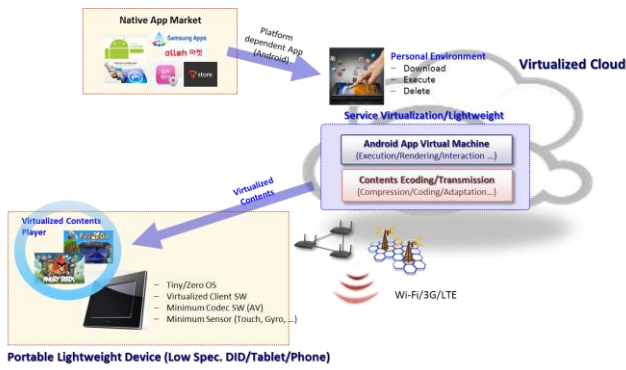 Native App Market
Samsung Apps
olleh 마켓
store
Platform
dependent App
(Android)
Personal Environment
– Download
– Execute
– Delete
Virtualized Cloud
Service Virtualization/Lightweight
Android App Virtual Machine
(Execution/Rendering/Interaction ...)
Contents Ecoding/Transmission
(Compression/Coding/Adaptation...)
Virtualized
Contents
Virtualized Contents
Player
ANGRY BIRDS
– Tiny/Zero OS
– Virtualized Client SW
– Minimum Codec SW (AV)
– Minimum Sensor (Touch, Gyro, ...)
Wi-Fi/3G/LTE
Portable Lightweight Device (Low Spec. DID/Tablet/Phone)